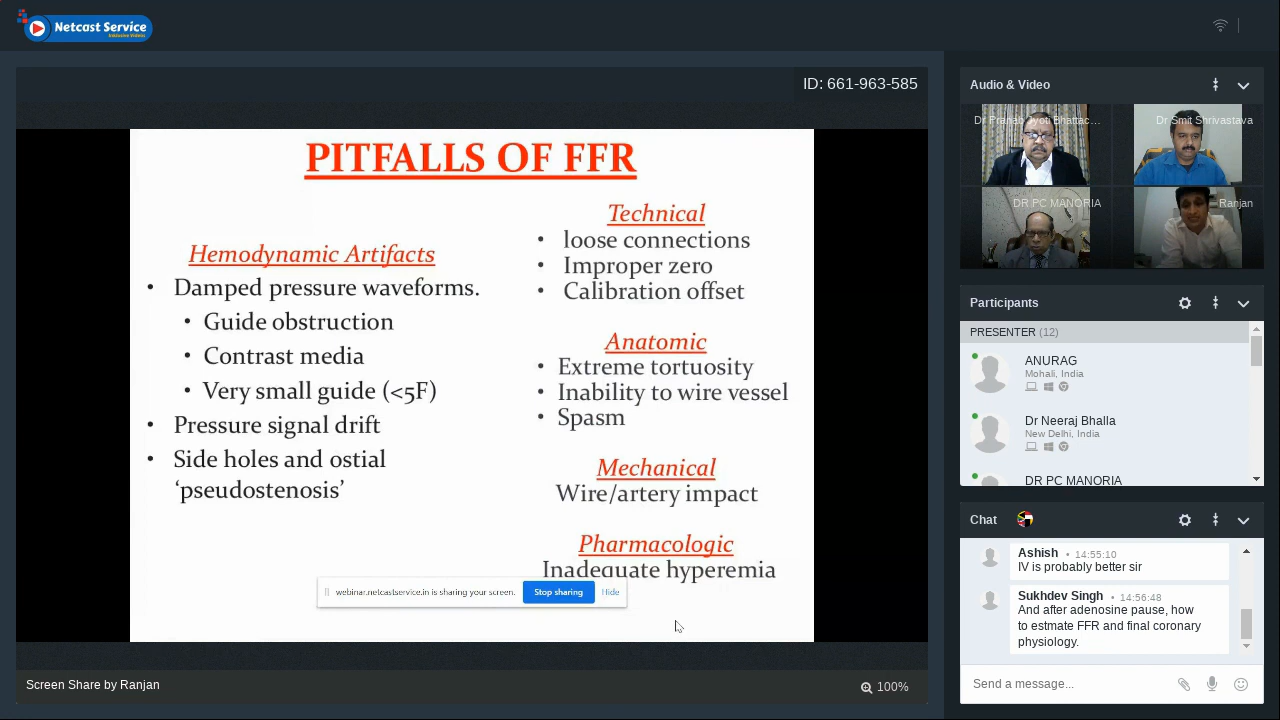 Netcast Service
ID: 661-963-585
PITFALLS OF FFR
Hemodynamic Artifacts
• Damped pressure waveforms.
• Guide obstruction
• Contrast media
• Very small guide (<5F)
• Pressure signal drift
• Side holes and ostial
‘pseudostenosis’
Technical
• loose connections
• Improper zero
• Calibration offset
Anatomic
• Extreme tortuosity
• Inability to wire vessel
• Spasm
Mechanical
Wire/artery impact
Pharmacologic
Inadequate hyperemia
webinar.netcastservice.in is sharing your screen.
Stop sharing
Hide
Screen Share by Ranjan
100%
Audio & Video
Dr Pranab Jyoti Bhattac...
Dr Smit Shrivastava
DR PC MANORIA
Ranjan
Participants
PRESENTER (12)
ANURAG
Mohali, India
Dr Neeraj Bhalla
New Delhi, India
DR PC MANORIA
Chat
Ashish • 14:55:10
IV is probably better sir
Sukhdev Singh • 14:56:48
And after adenosine pause, how
to estmate FFR and final coronary
physiology.
Send a message...